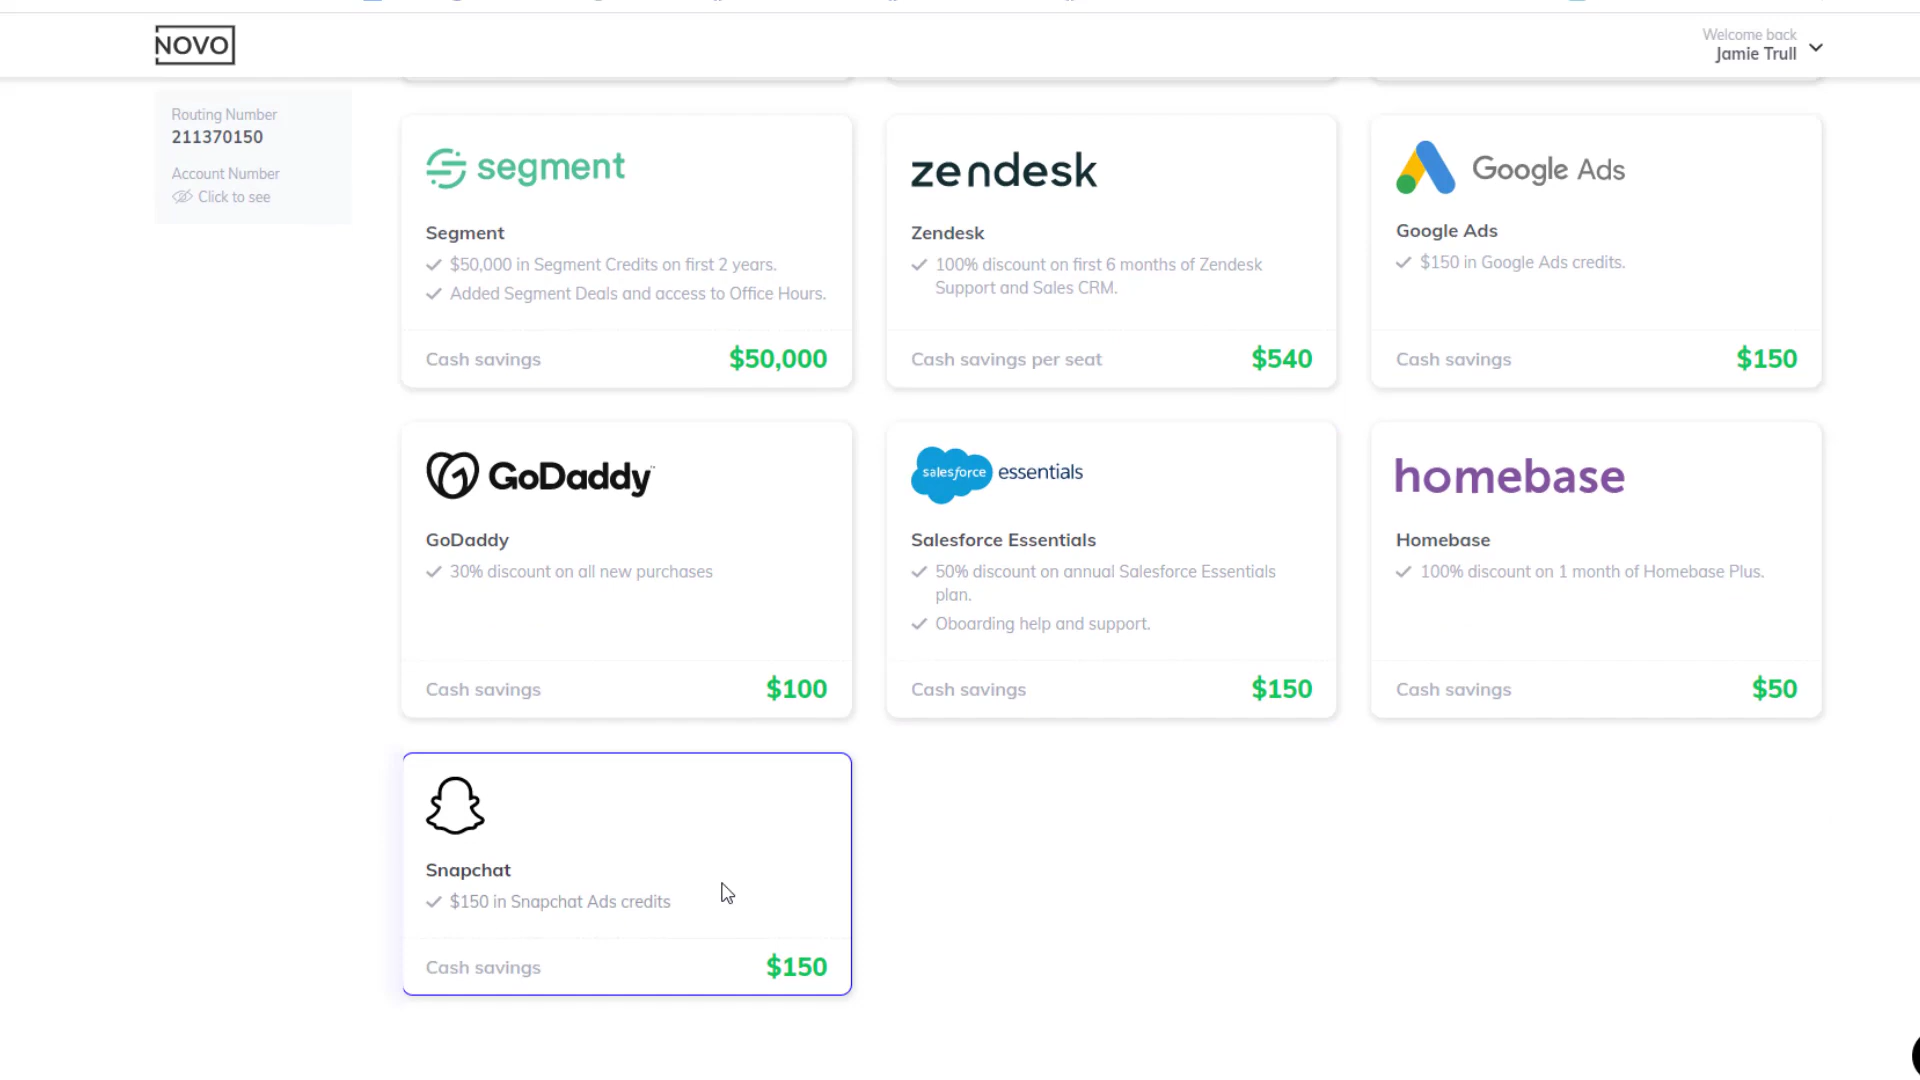 NOVO
Welcome back
Jamie Trull
Routing Number
211370150
Account Number
Click to see
segment
Segment
$50,000 in Segment Credits on first 2 years.
Added Segment Deals and access to Office Hours.
Cash savings
$50,000
zendesk
Zendesk
100% discount on first 6 months of Zendesk
Support and Sales CRM.
Cash savings per seat
$540
Google Ads
Google Ads
$150 in Google Ads credits.
Cash savings
$150
GoDaddy
GoDaddy
30% discount on all new purchases
Cash savings
$100
salesforce essentials
Salesforce Essentials
50% discount on annual Salesforce Essentials
plan.
Oboarding help and support.
Cash savings
$150
homebase
Homebase
100% discount on 1 month of Homebase Plus.
Cash savings
$50
Snapchat
$150 in Snapchat Ads credits
Cash savings
$150